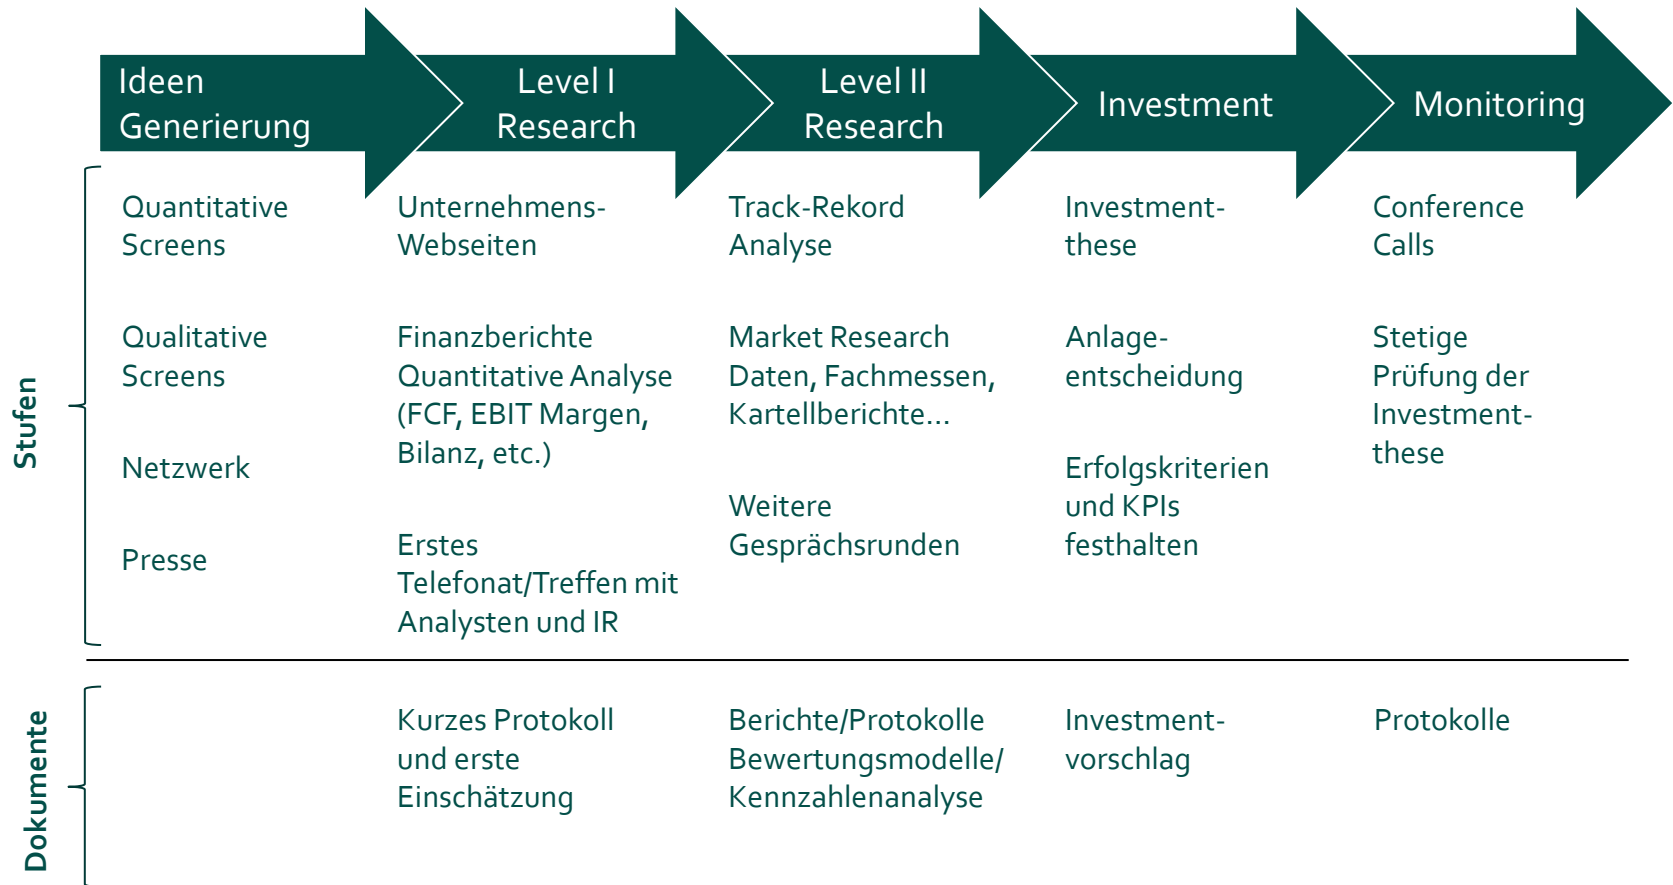 Ideen
Generierung
Level I
Research
Level II
Research
Investment
Monitoring
Stufen
Quantitative
Screens
Qualitative
Screens
Netzwerk
Presse
Unternehmens-
Webseiten
Finanzberichte
Quantitative Analyse
(FCF, EBIT Margen,
Bilanz, etc.)
Erstes
Telefonat/Treffen mit
Analysten und IR
Track-Rekord
Analyse
Market Research
Daten, Fachmessen,
Kartellberichte...
Weitere
Gesprächsrunden
Investment-
these
Anlage-
entscheidung
Erfolgskriterien
und KPIs
festhalten
Conference
Calls
Stetige
Prüfung der
Investment-
these
Dokumente
Kurzes Protokoll
und erste
Einschätzung
Berichte/Protokolle
Bewertungsmodelle/
Kennzahlenanalyse
Investment-
vorschlag
Protokolle